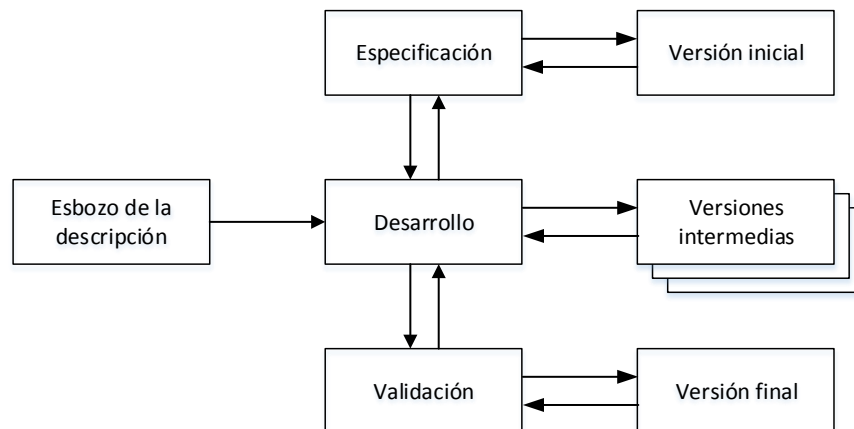 Especificación
Versión inicial
Esbozo de la
descripción
Desarrollo
Versiones
intermedias
Validación
Versión final